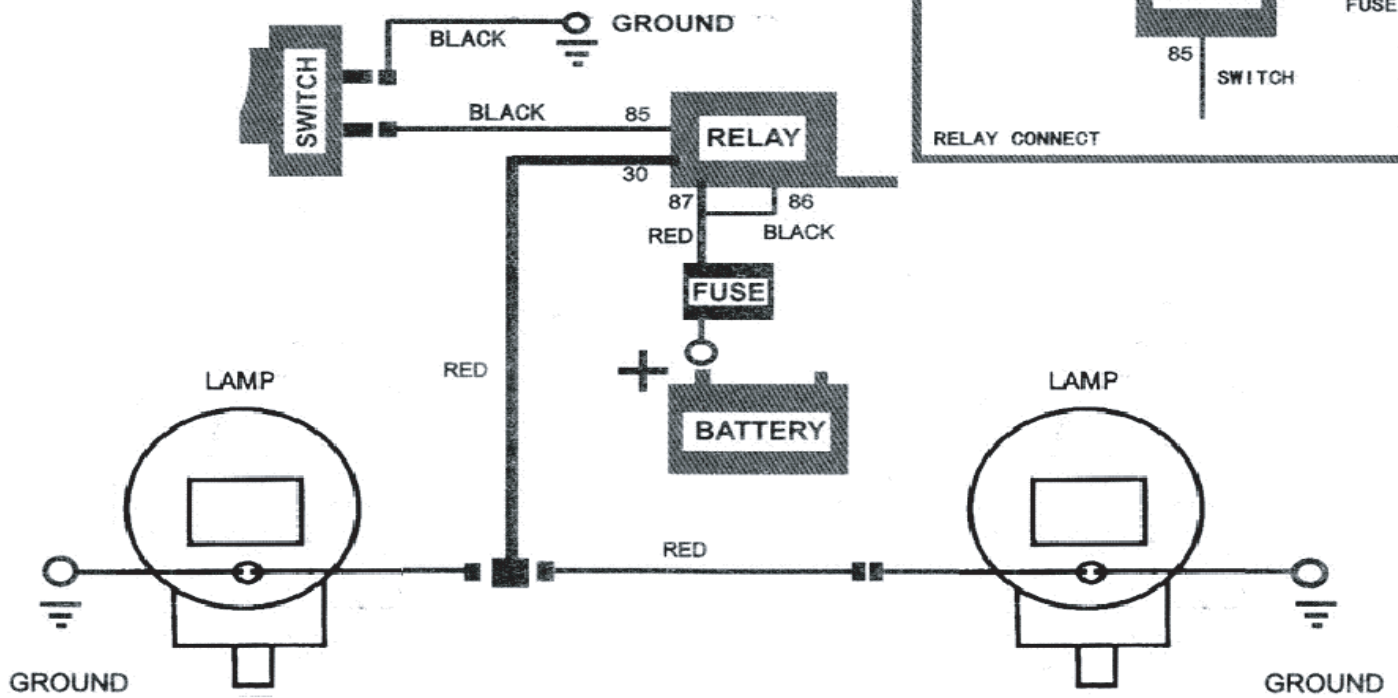 GROUND
BLACK
SWITCH
BLACK
85
RELAY
30
87
86
RED
BLACK
FUSE
RED
+
BATTERY
FUSE
85
SWITCH
RELAY CONNECT
LAMP
LAMP
RED
GROUND
GROUND